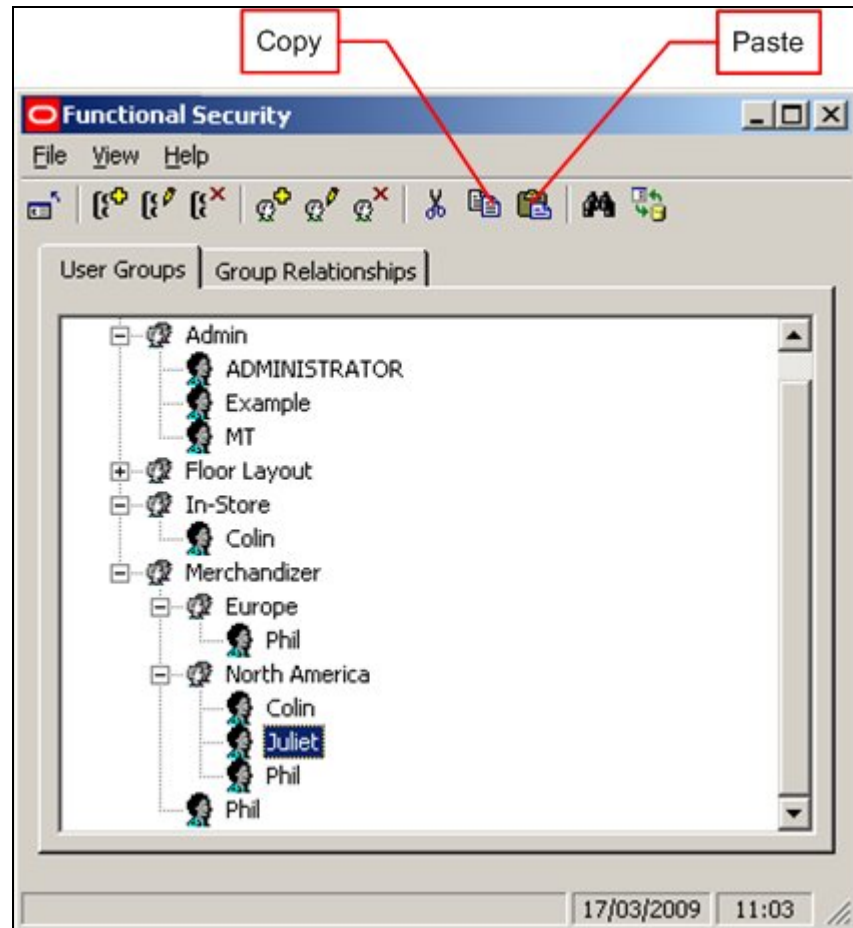 Copy Paste
Functional Security
File View Help
User Groups Group Relationships
Admin
ADMINISTRATOR
Example
MT
Floor Layout
In-Store
Colin
Merchandizer
Europe
Phil
North America
Colin
Juliet
Phil
Phil
17/03/2009 11:03